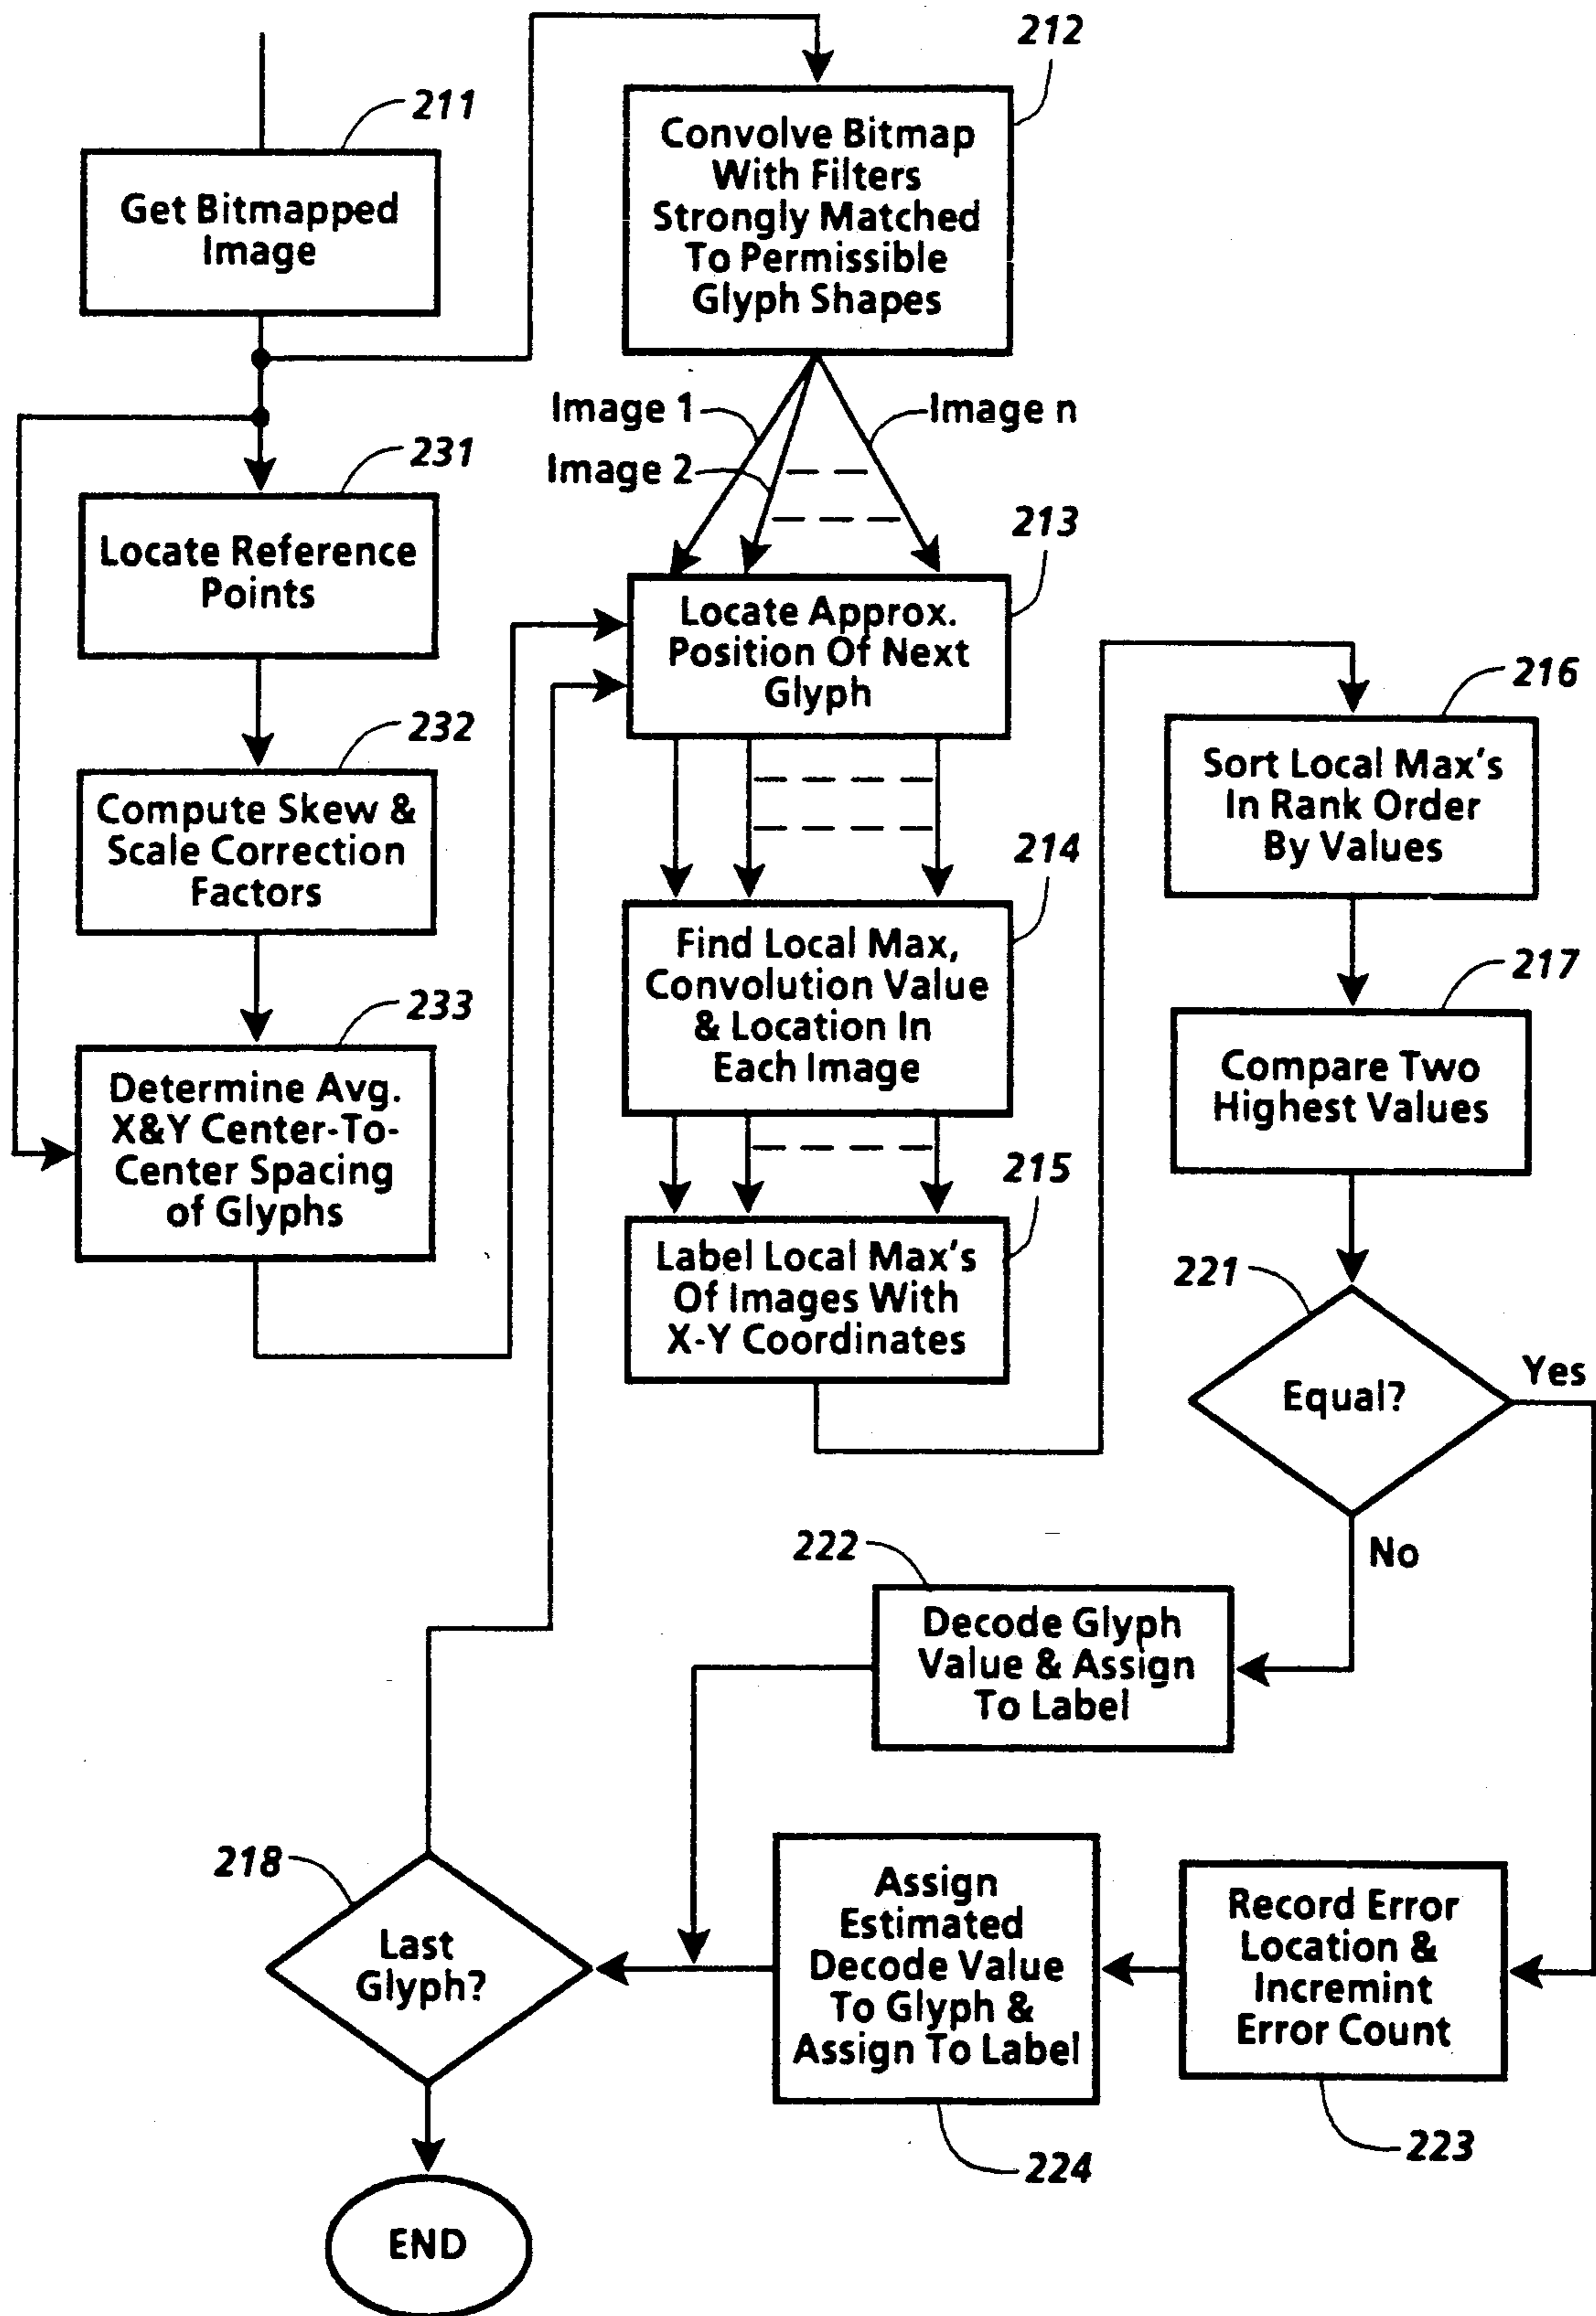 211
Get Bitmapped
Image
212
Convolve Bitmap
With Filters
Strongly Matched
To Permissible
Glyph Shapes
Image 1
Image n
Image 2
231
Locate Reference
Points
232
Compute Skew &
Scale Correction
Factors
233
Determine Avg.
X&Y Center-To-
Center Spacing
of Glyphs
213
Locate Approx.
Position Of Next
Glyph
214
Find Local Max,
Convolution Value
& Location In
Each Image
215
Label Local Max's
Of Images With
X-Y Coordinates
216
Sort Local Max's
In Rank Order
By Values
217
Compare Two
Highest Values
221
Equal?
Yes
No
222
Decode Glyph
Value & Assign
To Label
223
Record Error
Location &
Incremint
Error Count
224
Assign
Estimated
Decode Value
To Glyph &
Assign To Label
218
Last
Glyph?
END